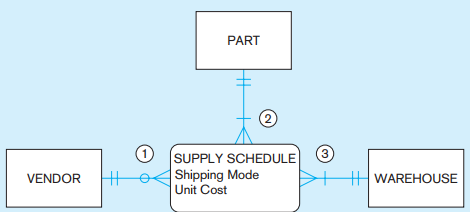 PART
2
1
3
SUPPLY SCHEDULE
Shipping Mode
Unit Cost
VENDOR
WAREHOUSE